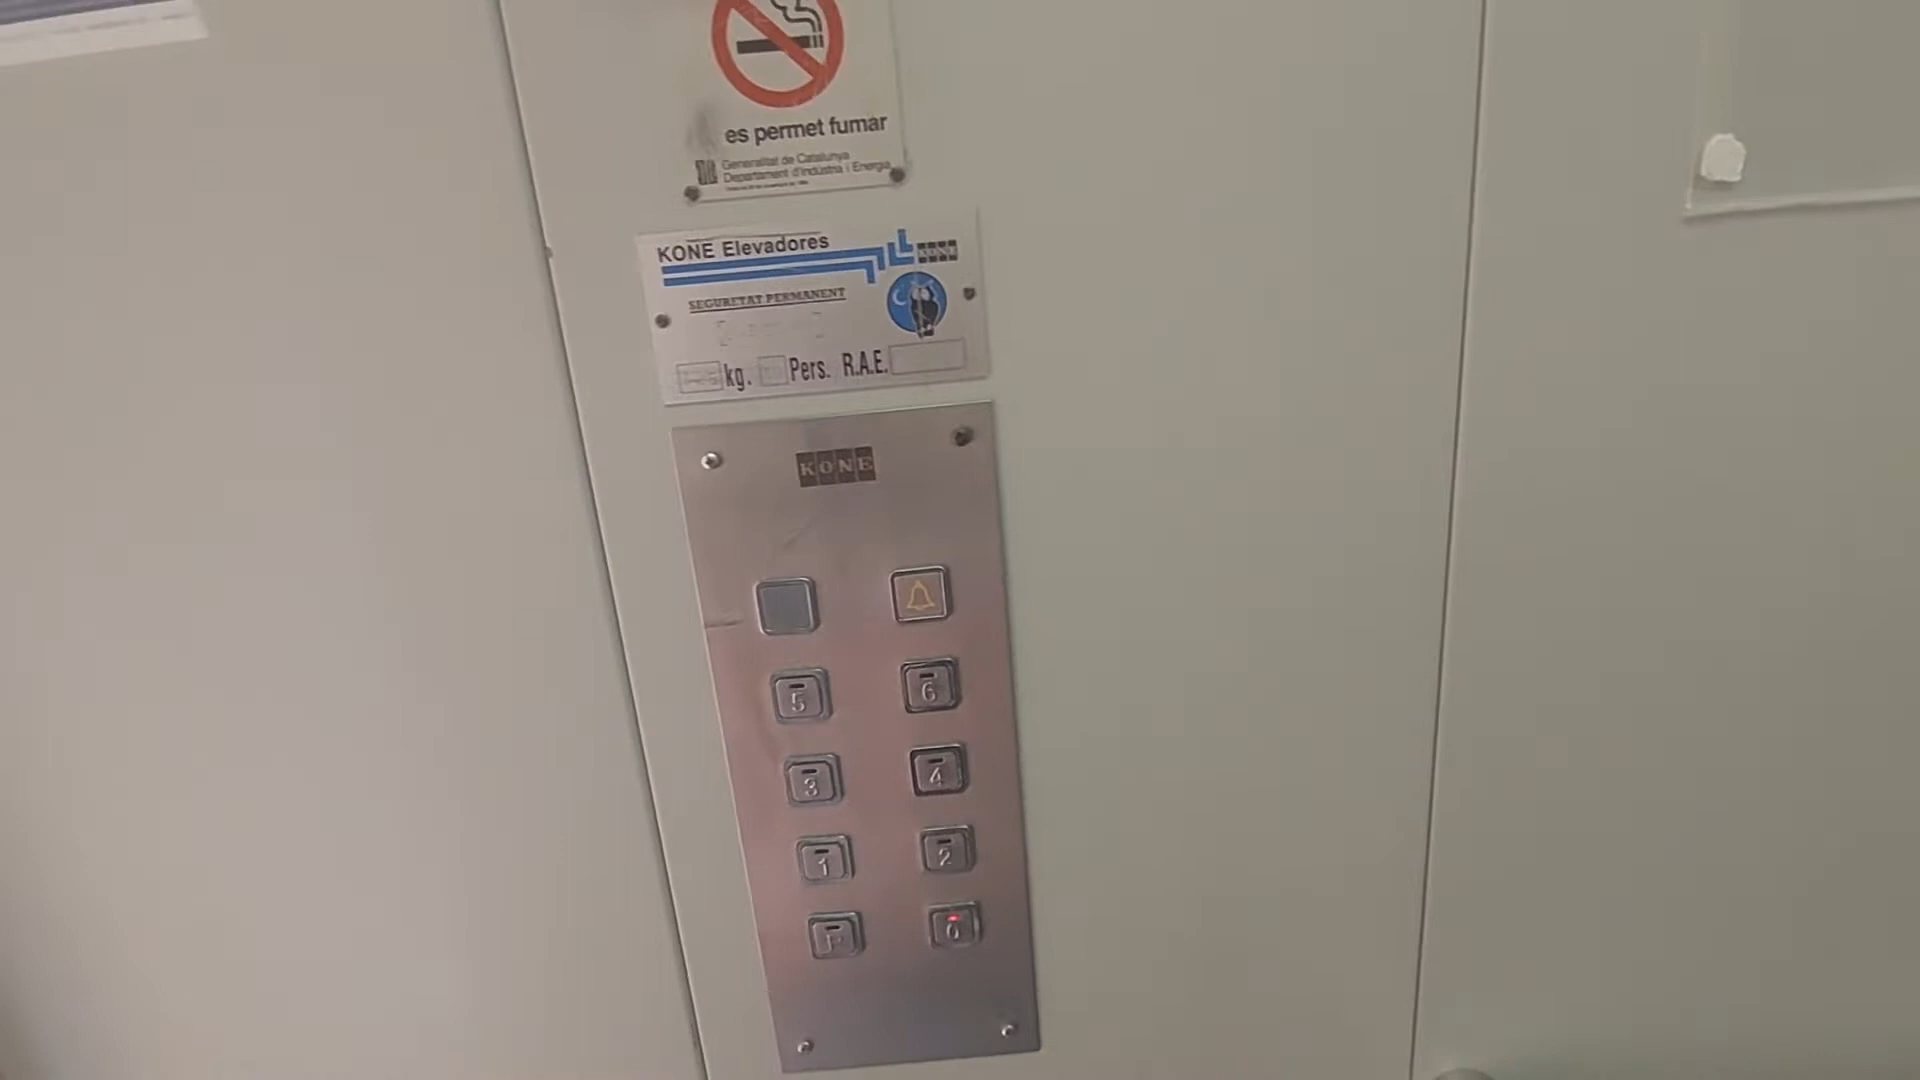 es permet fumar
Generalitat de Catalunya
Departament d'Indústria i Energia
KONE Elevadores
KONE
SEGURETAT PERMANENT
kg. Pers. R.A.E.
KONE
5 6
3 4
1 2
P 0